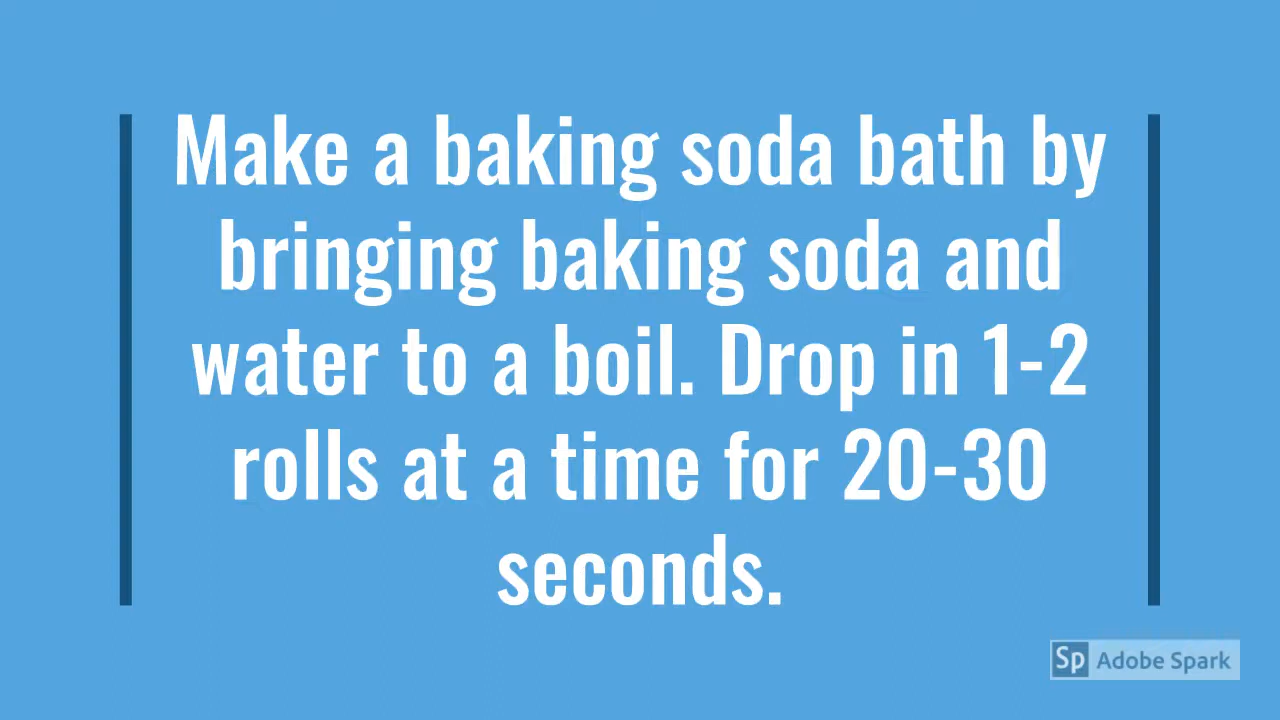 Make a baking soda bath by
bringing baking soda and
water to a boil. Drop in 1-2
rolls at a time for 20-30
seconds.
Sp Adobe Spark